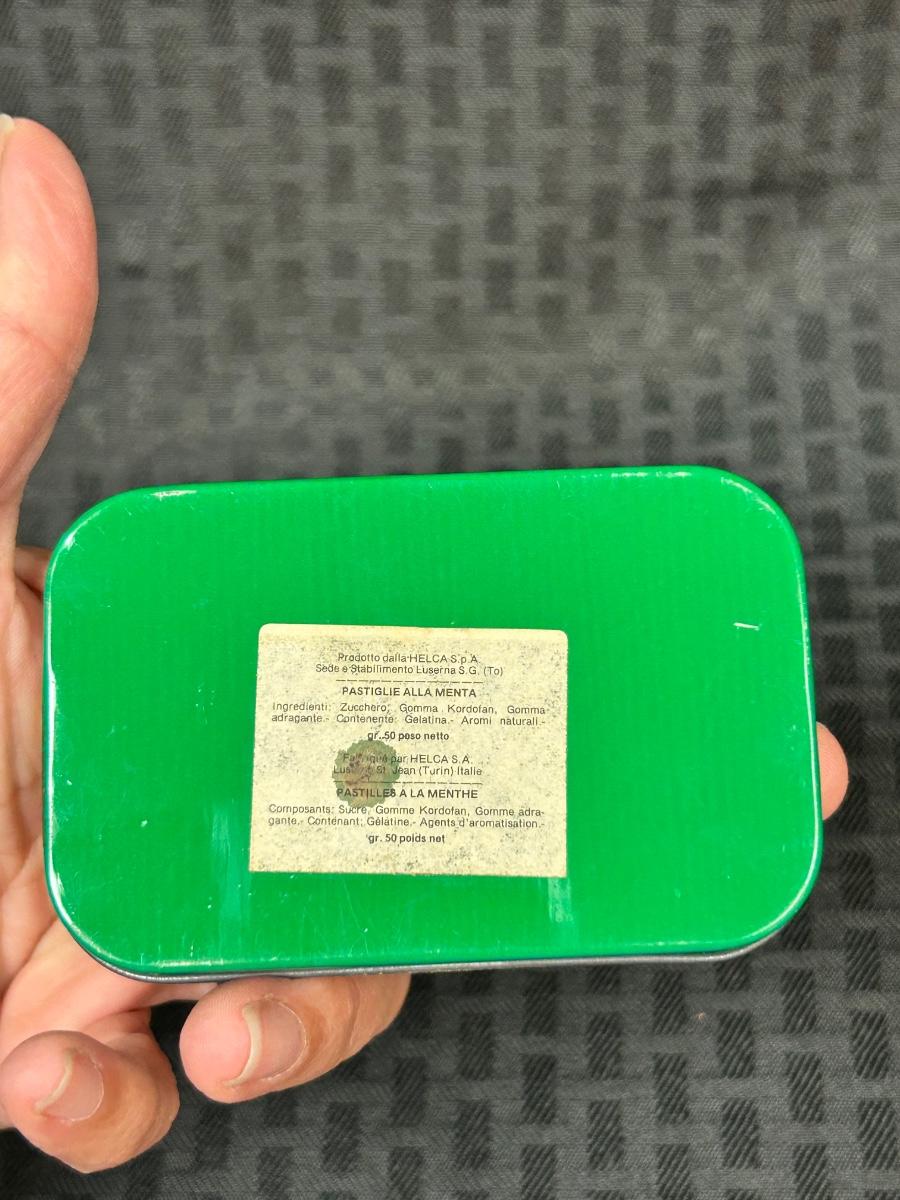 Prodotto dalla HELCA S.p.A.
Sede e Stabilimento Luserna S.G. (To)
PASTIGLIE ALLA MENTA
Ingredienti: Zucchero, Gomma Kordofan, Gomma
adragante.- Contenente: Gelatina.- Aromi naturali.-
gr. 50 peso netto
par HELCA S.A.
St. Jean (Turin) Italie
PASTILLES A LA MENTHE
Composants: Sucre, Gomme Kordofan, Gomme adra-
gante.- Contenant: Gélatine.- Agents d'aromatisation.-
gr. 50 poids net